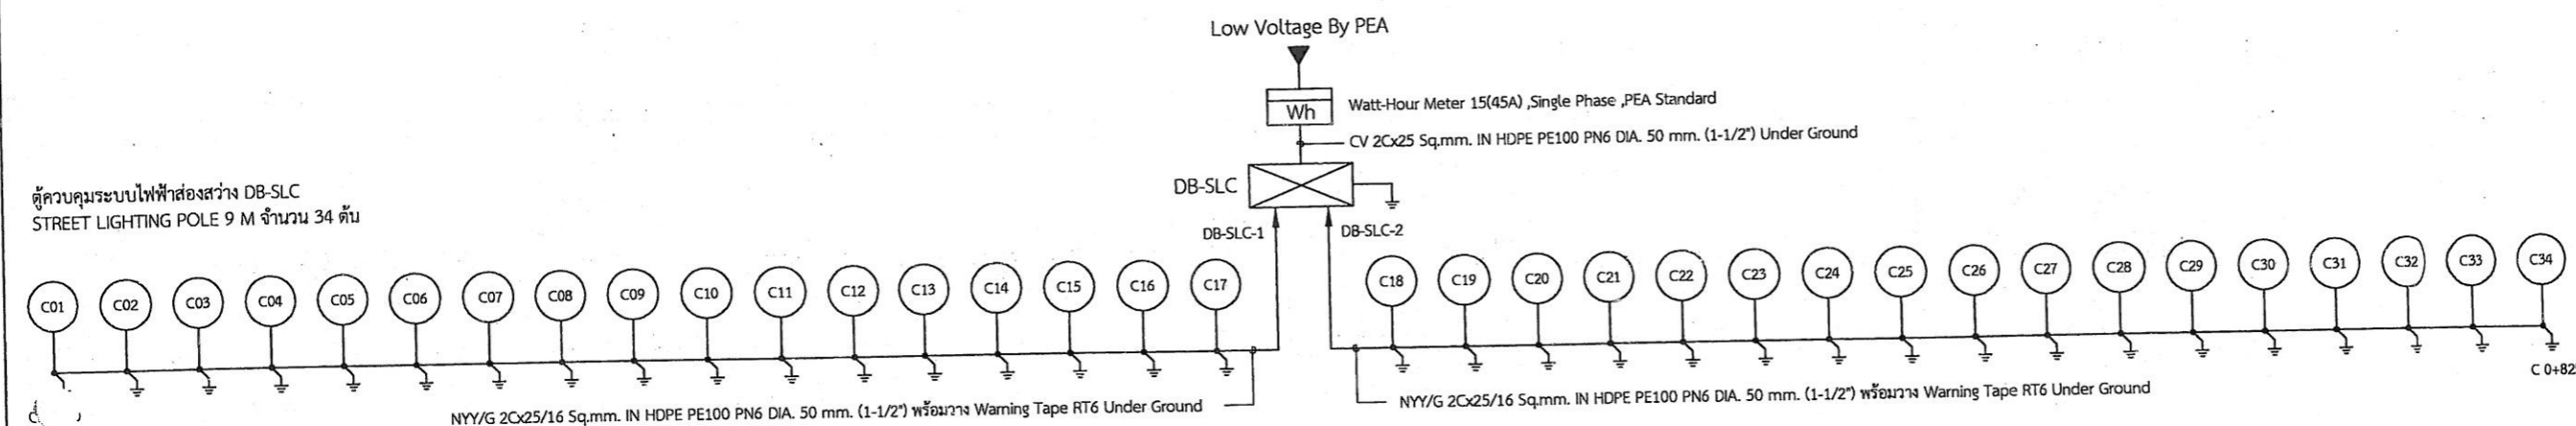 Low Voltage By PEA
Wh
Watt-Hour Meter 15(45A) ,Single Phase ,PEA Standard
CV 2Cx25 Sq.mm. IN HDPE PE100 PN6 DIA. 50 mm. (1-1/2") Under Ground
DB-SLC
ตู้ควบคุมระบบไฟฟ้าส่องสว่าง DB-SLC
STREET LIGHTING POLE 9 M จำนวน 34 ต้น
DB-SLC-1
DB-SLC-2
C01 C02 C03 C04 C05 C06 C07 C08 C09 C10 C11 C12 C13 C14 C15 C16 C17 C18 C19 C20 C21 C22 C23 C24 C25 C26 C27 C28 C29 C30 C31 C32 C33 C34
C 0+82
NYY/G 2Cx25/16 Sq.mm. IN HDPE PE100 PN6 DIA. 50 mm. (1-1/2") พร้อมวาง Warning Tape RT6 Under Ground
NYY/G 2Cx25/16 Sq.mm. IN HDPE PE100 PN6 DIA. 50 mm. (1-1/2") พร้อมวาง Warning Tape RT6 Under Ground